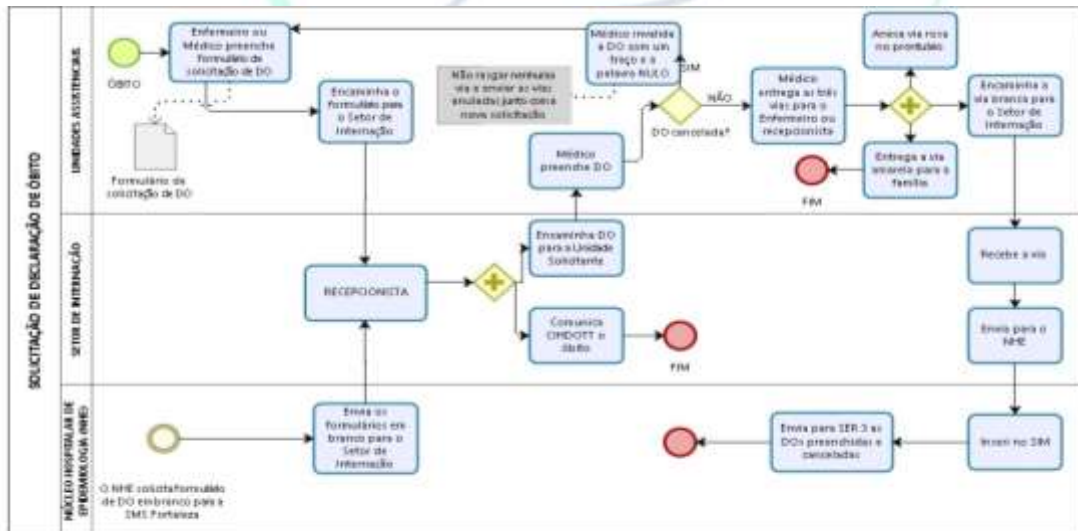 SOLICITAÇÃO DE DECLARAÇÃO DE ÓBITO
UNIDADES ASSISTENCIAIS
ÓBITO
Enfermeiro ou
Médico preenche
formulário de
solicitação de DO
Formulário de
solicitação de DO
Encaminha o
formulário para
o Setor de
Internação
Não rasgar nenhuma
via e enviar as vias
anuladas junto com a
nova solicitação
Médico invalida
a DO com um
traço e a
palavra NULO
SIM
Médico
preenche DO
DO cancelada?
NÃO
Médico
entrega as três
vias para o
Enfermeiro ou
recepcionista
Anexa via rosa
no prontuário
Entrega a via
amarela para a
família
FIM
Encaminha a
via branca para
o Setor de
Internação
SETOR DE INTERNAÇÃO
RECEPCIONISTA
Encaminha DO
para a Unidade
Solicitante
Comunica
CIHDOTT o
óbito
FIM
Recebe a via
Envia para o
NHE
NÚCLEO HOSPITALAR DE
EPIDEMIOLOGIA (NHE)
O NHE solicita formulário
de DO em branco para a
SMS Fortaleza
Envia os
formulários em
branco para o
Setor de
Internação
Envia para SER 3 as
DOs preenchidas e
canceladas
Inseri no SIM